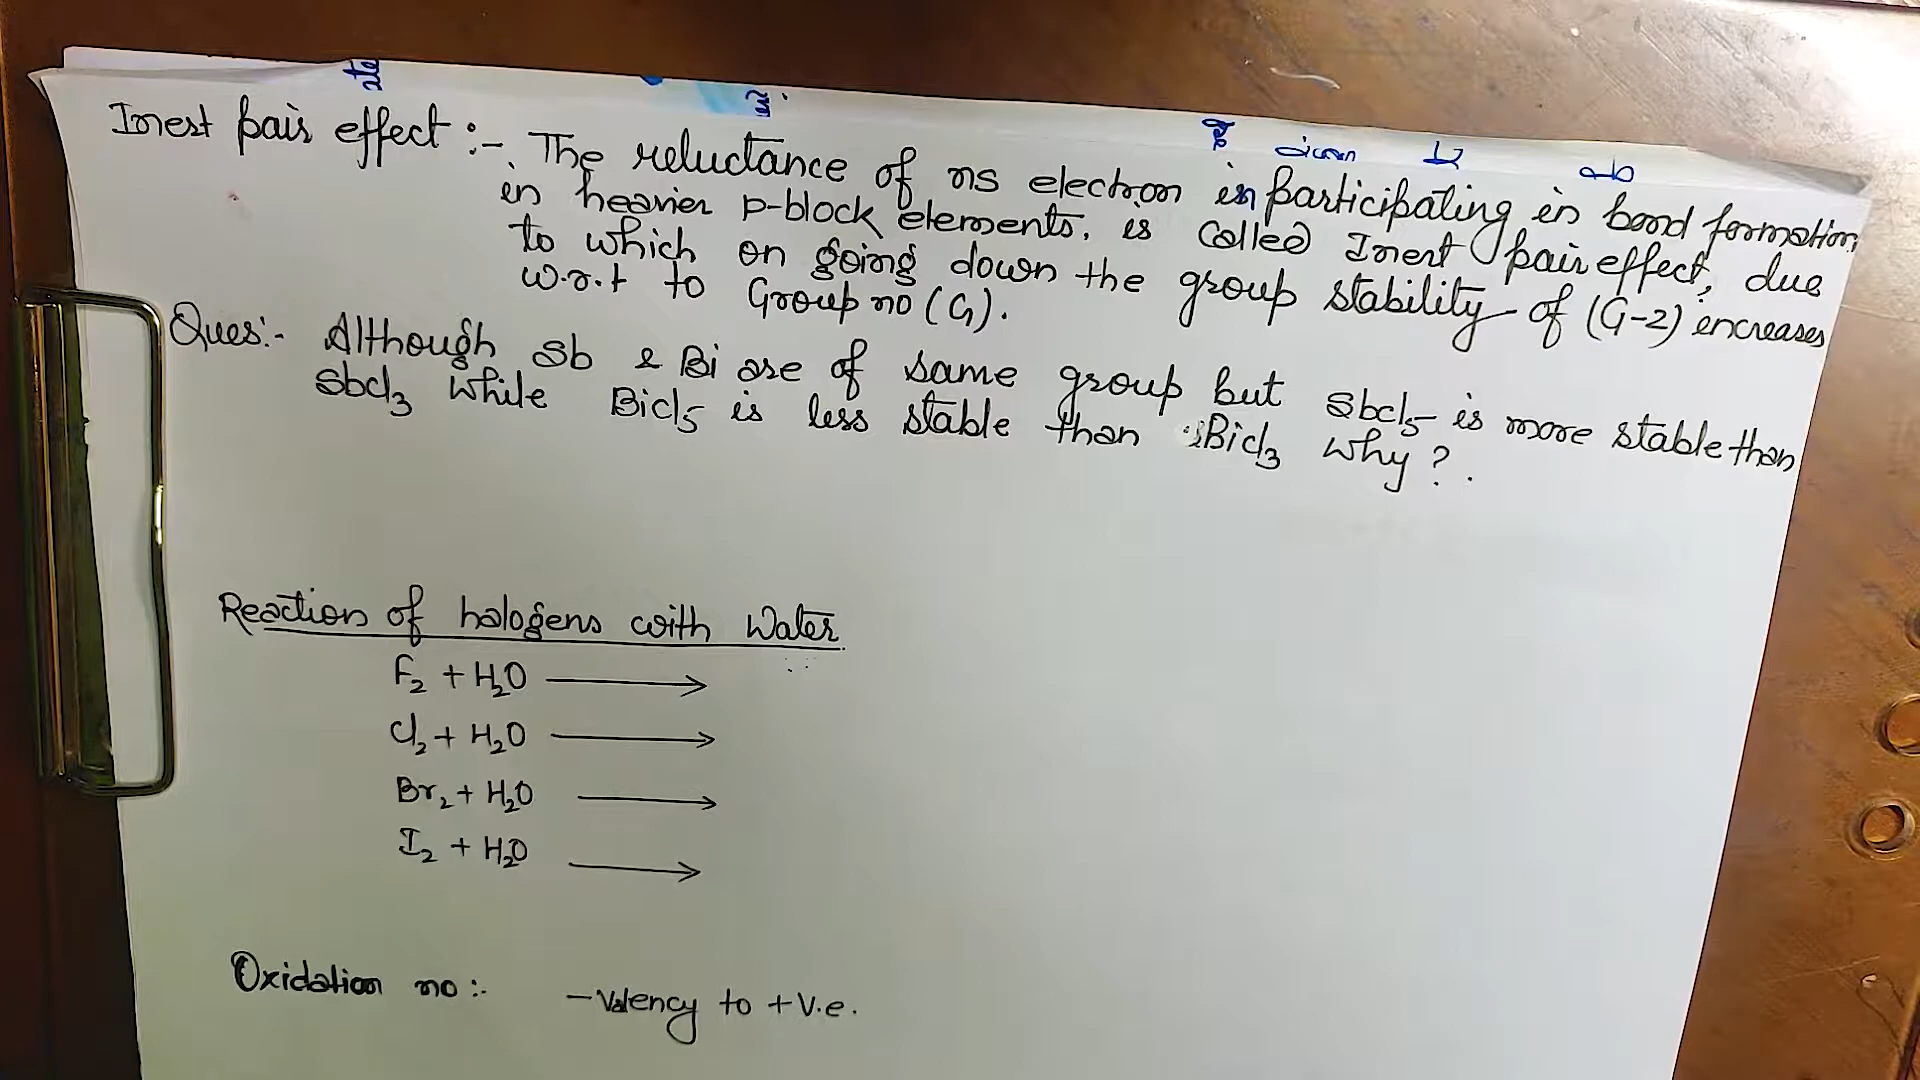 Inert pair effect :- The reluctance of ns electron in participating in bond formation
in heavier p-block elements. is called Inert pair effect, due
to which on going down the group stability of (G-2) increases
w.r.t to Group no (G).
Ques:- Although Sb & Bi are of same group but Sbcl5 is more stable than
Sbcl3 while Bicl5 is less stable than Bicl3 why?.
Reaction of halogens with Water
F2 + H2O ⟶
Cl2 + H2O ⟶
Br2 + H2O ⟶
I2 + H2O ⟶
Oxidation no :- -Valency to +V.e.